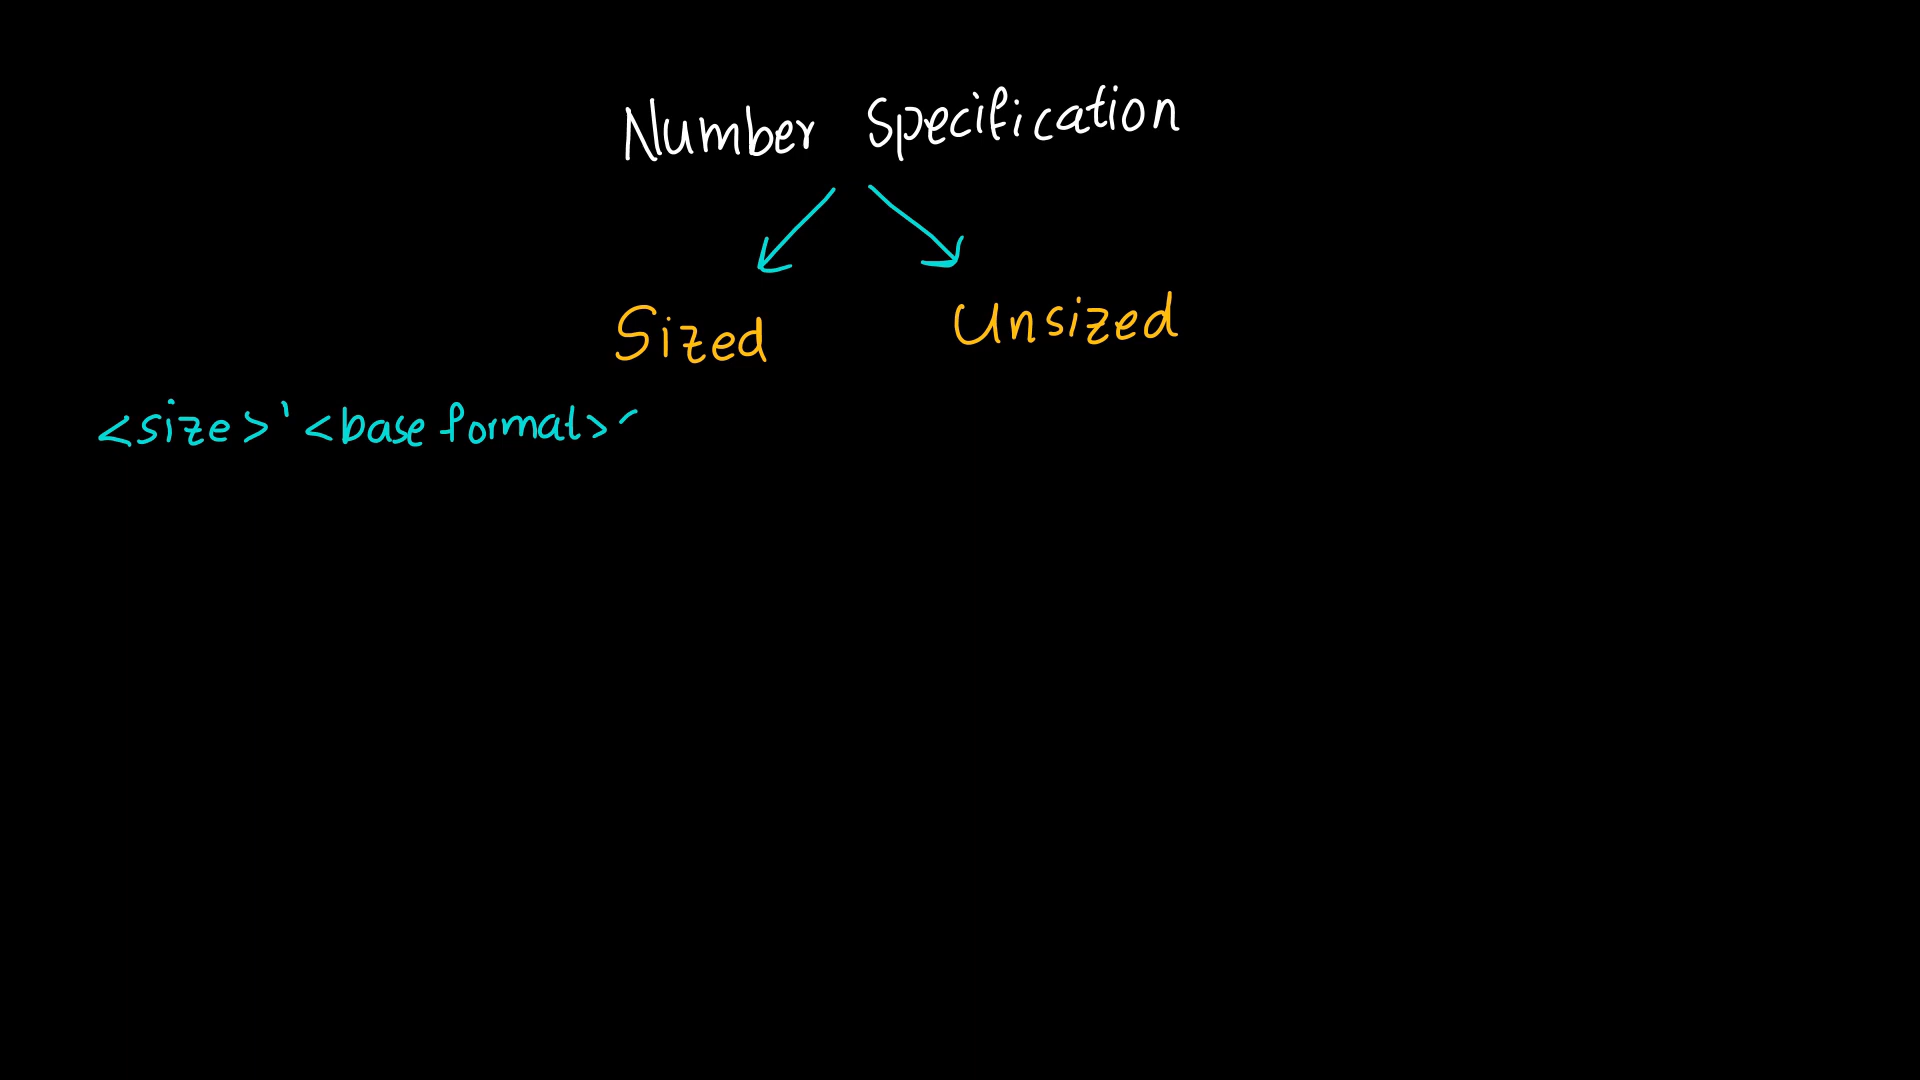 Number Specification
Sized Unsized
<size>'<base format>